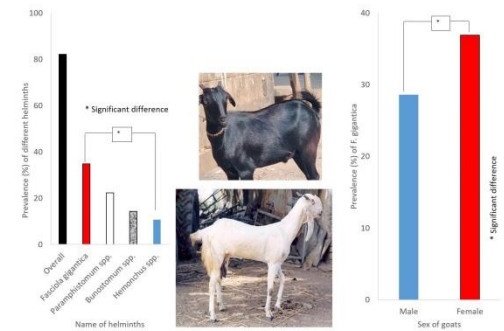 100
80
60
40
20
0
Prevalence (%) of different helminths
* Significant difference
*
Overall
Fasciola gigantica
Paramphistomum spp.
Bunostomum spp.
Hemonchus spp.
Name of helminths
40
30
20
10
0
Prevalence (%) of F. gigantica
*
* Significant difference
Male
Female
Sex of goats